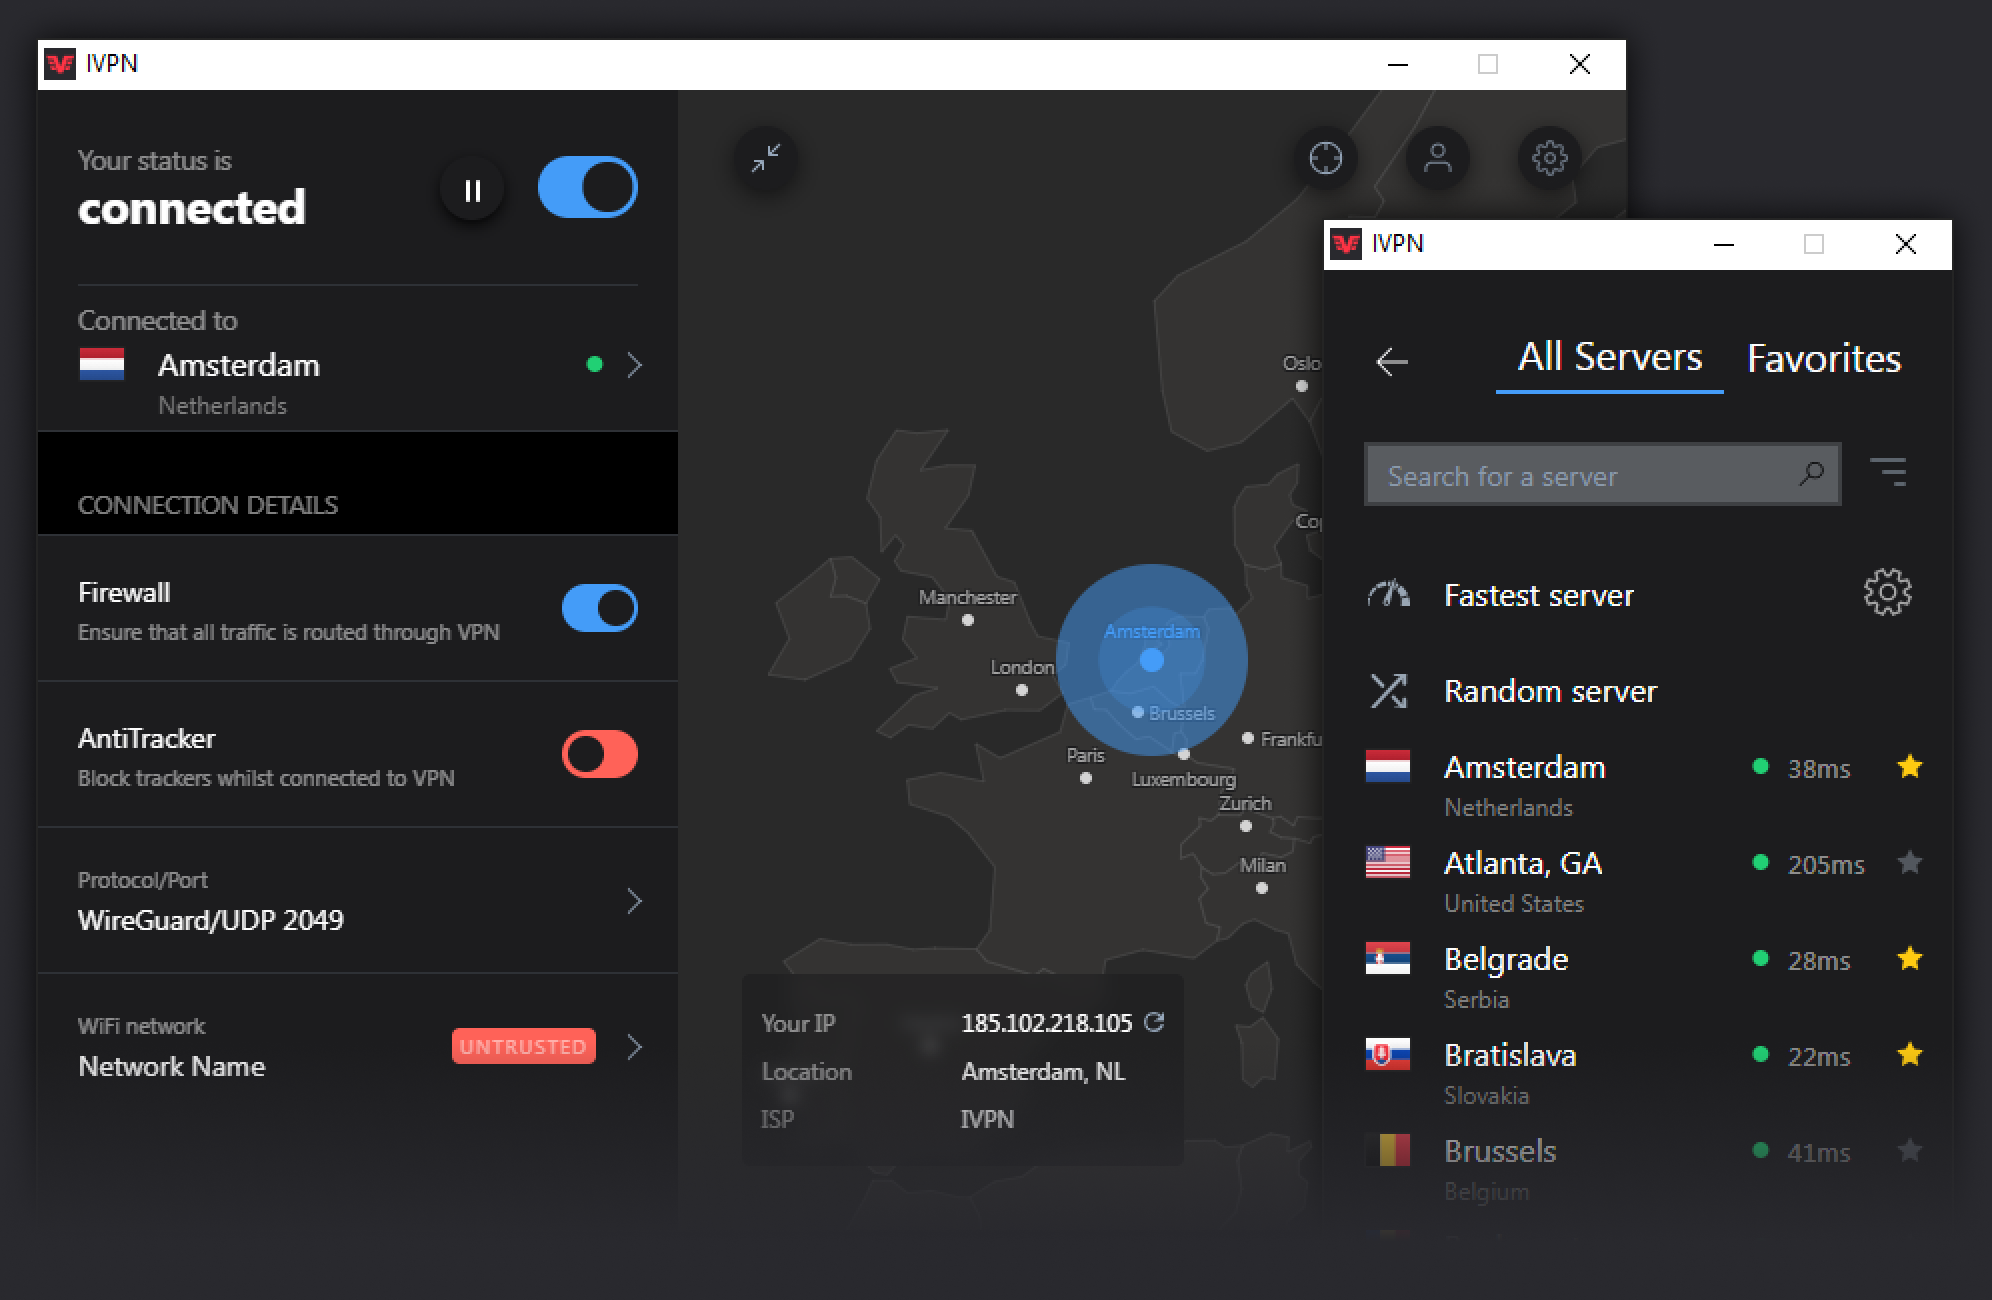 IVPN
Your status is
connected
Connected to
Amsterdam
Netherlands
CONNECTION DETAILS
Firewall
Ensure that all traffic is routed through VPN
AntiTracker
Block trackers whilst connected to VPN
Protocol/Port
WireGuard/UDP 2049
WiFi network
Network Name
UNTRUSTED
Oslo
Cop
Manchester
Amsterdam
London
Brussels
Frankfu
Paris
Luxembourg
Zurich
Milan
Your IP 185.102.218.105
Location Amsterdam, NL
ISP IVPN
IVPN
All Servers Favorites
Search for a server
Fastest server
Random server
Amsterdam 38ms
Netherlands
Atlanta, GA 205ms
United States
Belgrade 28ms
Serbia
Bratislava 22ms
Slovakia
Brussels 41ms
Belgium